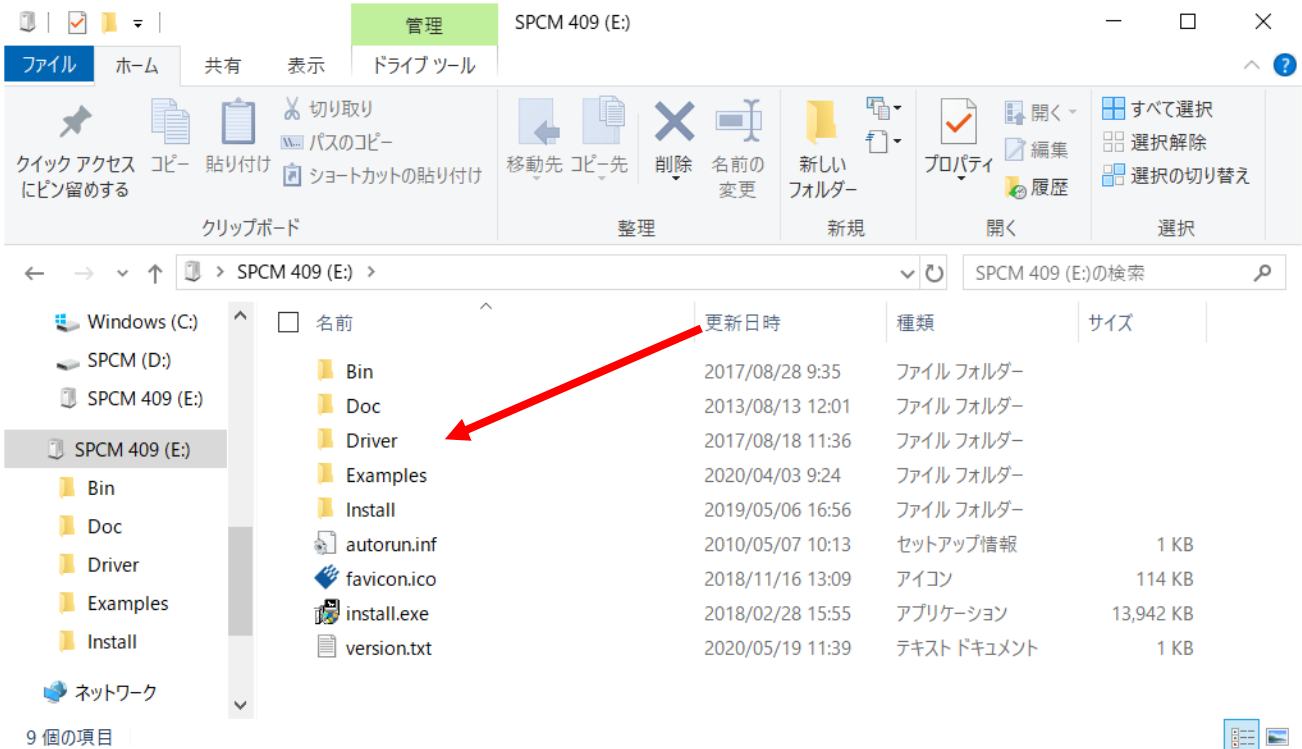 管理
SPCM 409 (E:)
ファイル
ホーム
共有
表示
ドライブ ツール
クイック アクセス
にピン留めする
コピー
貼り付け
切り取り
パスのコピー
ショートカットの貼り付け
クリップボード
移動先
コピー先
削除
名前の
変更
整理
新しい
フォルダー
新規
プロパティ
開く
編集
履歴
開く
すべて選択
選択解除
選択の切り替え
選択
SPCM 409 (E:)
SPCM 409 (E:)の検索
Windows (C:)
SPCM (D:)
SPCM 409 (E:)
SPCM 409 (E:)
Bin
Doc
Driver
Examples
Install
ネットワーク
名前 更新日時 種類 サイズ
Bin 2017/08/28 9:35 ファイル フォルダー
Doc 2013/08/13 12:01 ファイル フォルダー
Driver 2017/08/18 11:36 ファイル フォルダー
Examples 2020/04/03 9:24 ファイル フォルダー
Install 2019/05/06 16:56 ファイル フォルダー
autorun.inf 2010/05/07 10:13 セットアップ情報 1 KB
favicon.ico 2018/11/16 13:09 アイコン 114 KB
install.exe 2018/02/28 15:55 アプリケーション 13,942 KB
version.txt 2020/05/19 11:39 テキスト ドキュメント 1 KB
9 個の項目